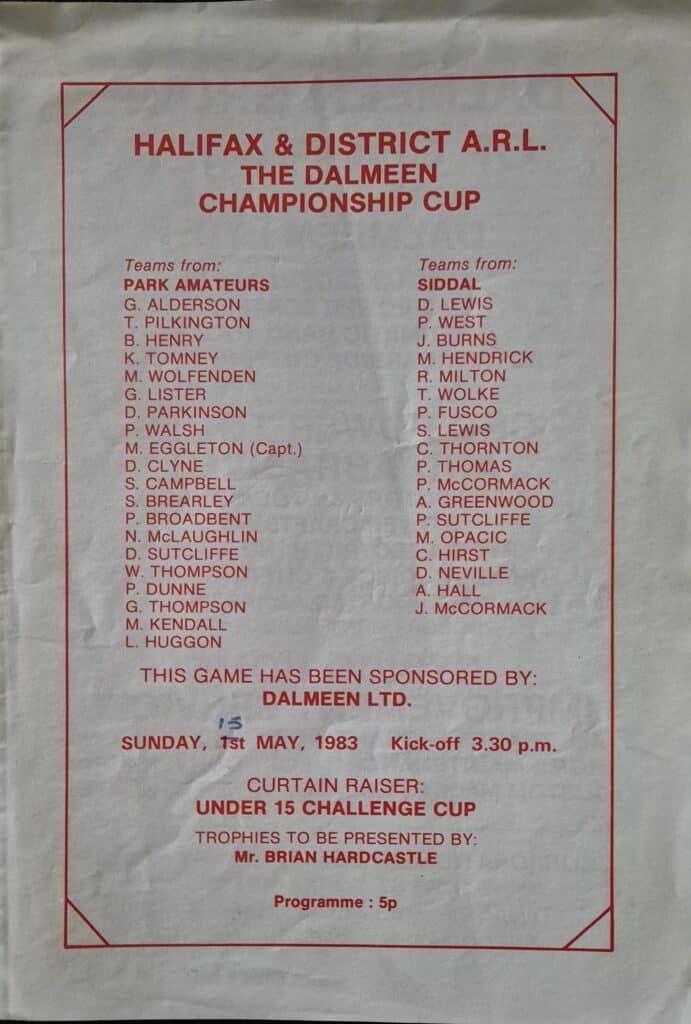 HALIFAX & DISTRICT A.R.L.
THE DALMEEN
CHAMPIONSHIP CUP
Teams from:
PARK AMATEURS
G. ALDERSON
T. PILKINGTON
B. HENRY
K. TOMNEY
M. WOLFENDEN
G. LISTER
D. PARKINSON
P. WALSH
M. EGGLETON (Capt.)
D. CLYNE
S. CAMPBELL
S. BREARLEY
P. BROADBENT
N. McLAUGHLIN
D. SUTCLIFFE
W. THOMPSON
P. DUNNE
G. THOMPSON
M. KENDALL
L. HUGGON
Teams from:
SIDDAL
D. LEWIS
P. WEST
J. BURNS
M. HENDRICK
R. MILTON
T. WOLKE
P. FUSCO
S. LEWIS
C. THORNTON
P. THOMAS
P. McCORMACK
A. GREENWOOD
P. SUTCLIFFE
M. OPACIC
C. HIRST
D. NEVILLE
A. HALL
J. McCORMACK
THIS GAME HAS BEEN SPONSORED BY:
DALMEEN LTD.
15
SUNDAY, 1st MAY, 1983 Kick-off 3.30 p.m.
CURTAIN RAISER:
UNDER 15 CHALLENGE CUP
TROPHIES TO BE PRESENTED BY:
Mr. BRIAN HARDCASTLE
Programme : 5p